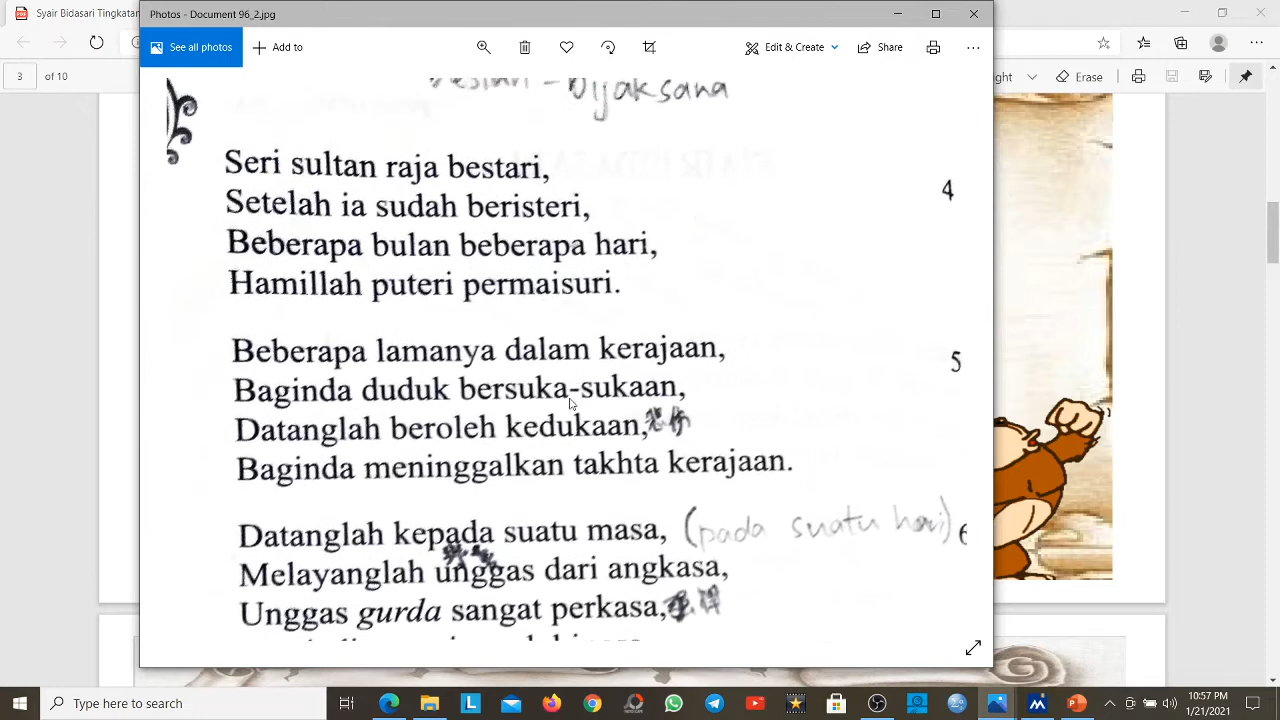 Syair Bidasari Tingkatan
Photos - Document 96_2.jpg
See all photos
Add to
Edit & Create
Share
3 of 10
Erase
Bijaksana
Seri sultan raja bestari,
4
Setelah ia sudah beristeri,
Beberapa bulan beberapa hari,
Hamillah puteri permaisuri.
Beberapa lamanya dalam kerajaan,
5
Baginda duduk bersuka-sukaan,
Datanglah beroleh kedukaan,
Baginda meninggalkan takhta kerajaan.
Datanglah kepada suatu masa, (pada suatu hari) 6
Melayanglah unggas dari angkasa,
Unggas gurda sangat perkasa,
Type here to search
10:57 PM
1/21/2021